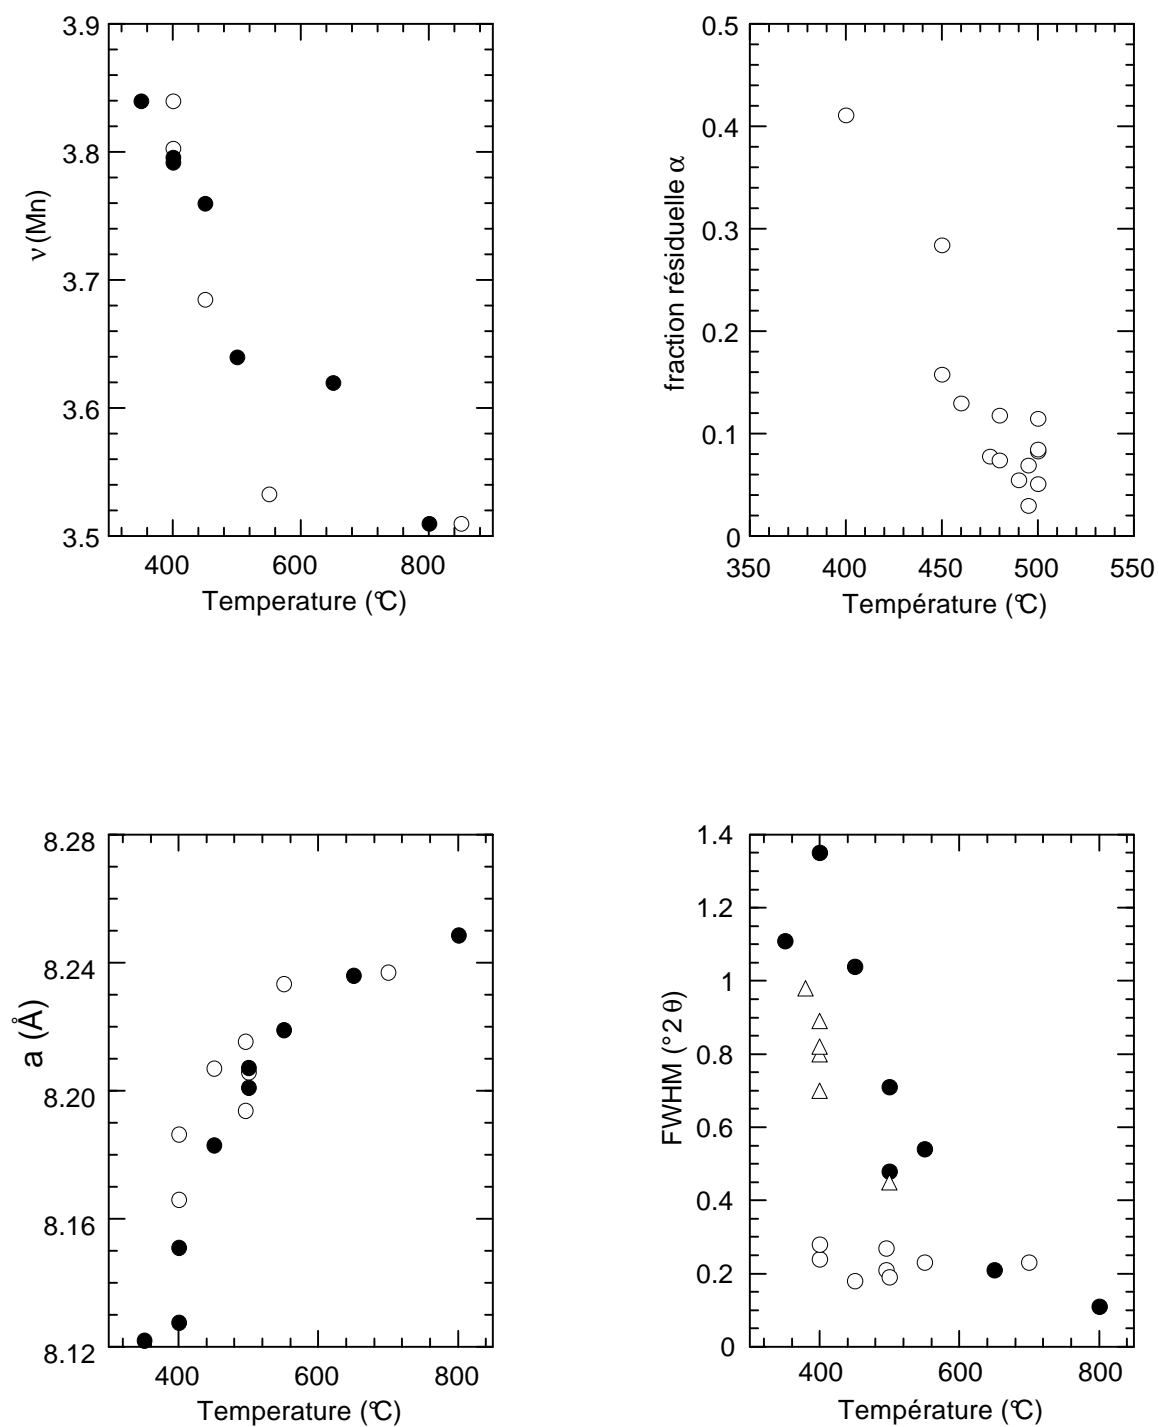 3.9
3.8
3.7
3.6
3.5
ν (Mn)
400 600 800
Temperature (°C)
0.5
0.4
0.3
0.2
0.1
0
fraction résiduelle α
350 400 450 500 550
Température (°C)
8.28
8.24
8.20
8.16
8.12
a (Å)
400 600 800
Temperature (°C)
1.4
1.2
1
0.8
0.6
0.4
0.2
0
FWHM (°2θ)
400 600 800
Température (°C)